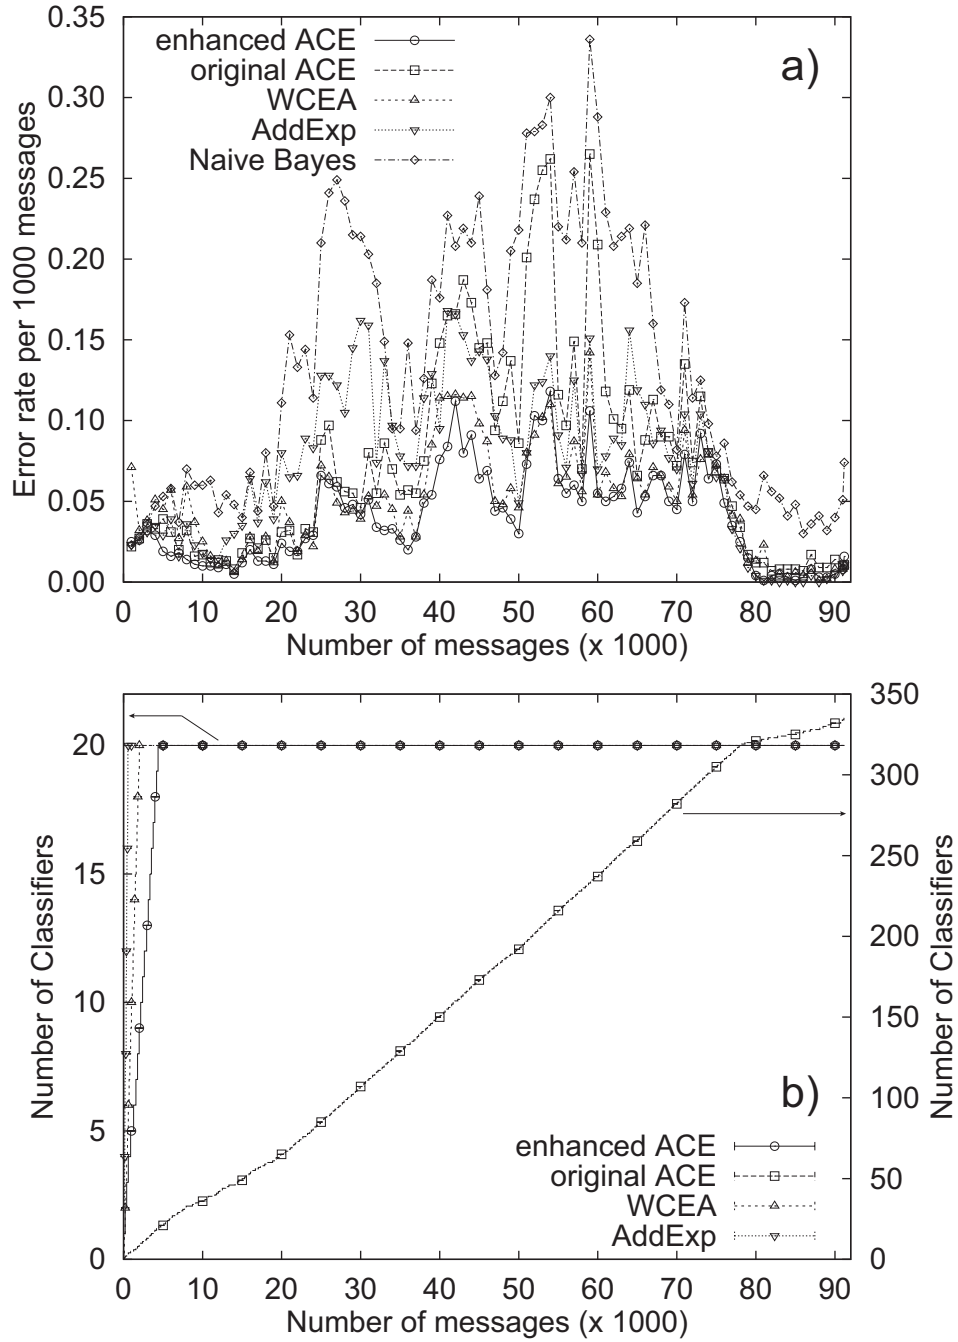 0.35
enhanced ACE
a)
original ACE
0.30
WCEA
AddExp
0.25
Naive Bayes
0.20
0.15
0.10
0.05
0.00
Error rate per 1000 messages
0 10 20 30 40 50 60 70 80 90
Number of messages (x 1000)
350
20
300
250
15
200
10
150
b)
100
5
enhanced ACE
original ACE
50
WCEA
AddExp
0
0
Number of Classifiers
Number of Classifiers
0 10 20 30 40 50 60 70 80 90
Number of messages (x 1000)